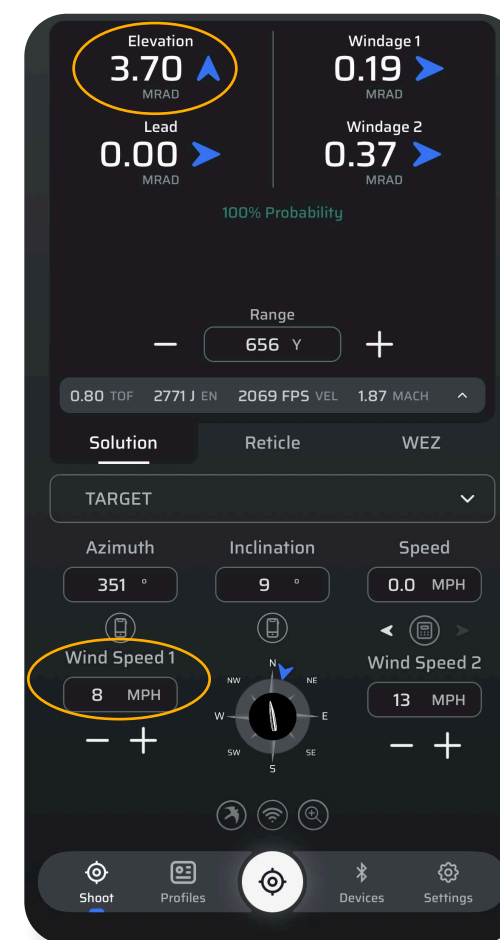 Elevation
3.70
MRAD
Windage 1
0.19
MRAD
Lead
0.00
MRAD
Windage 2
0.37
MRAD
100% Probability
Range
656 Y
0.80 TOF 2771 J EN 2069 FPS VEL 1.87 MACH
Solution Reticle WEZ
TARGET
Azimuth Inclination Speed
351 ° 9 ° 0.0 MPH
Wind Speed 1
8 MPH
N
NW NE
W E
SW SE
S
Wind Speed 2
13 MPH
Shoot Profiles Devices Settings